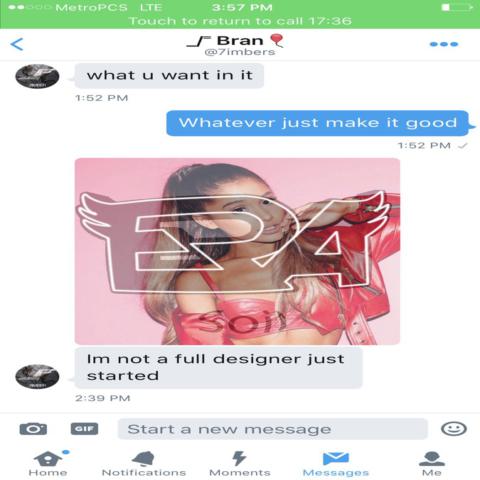 MetroPCS LTE 3:57 PM
Touch to return to call 17:36
Bran
@7imbers
what u want in it
1:52 PM
Whatever just make it good
1:52 PM
soji
Im not a full designer just
started
2:39 PM
GIF Start a new message
Home Notifications Moments Messages Me